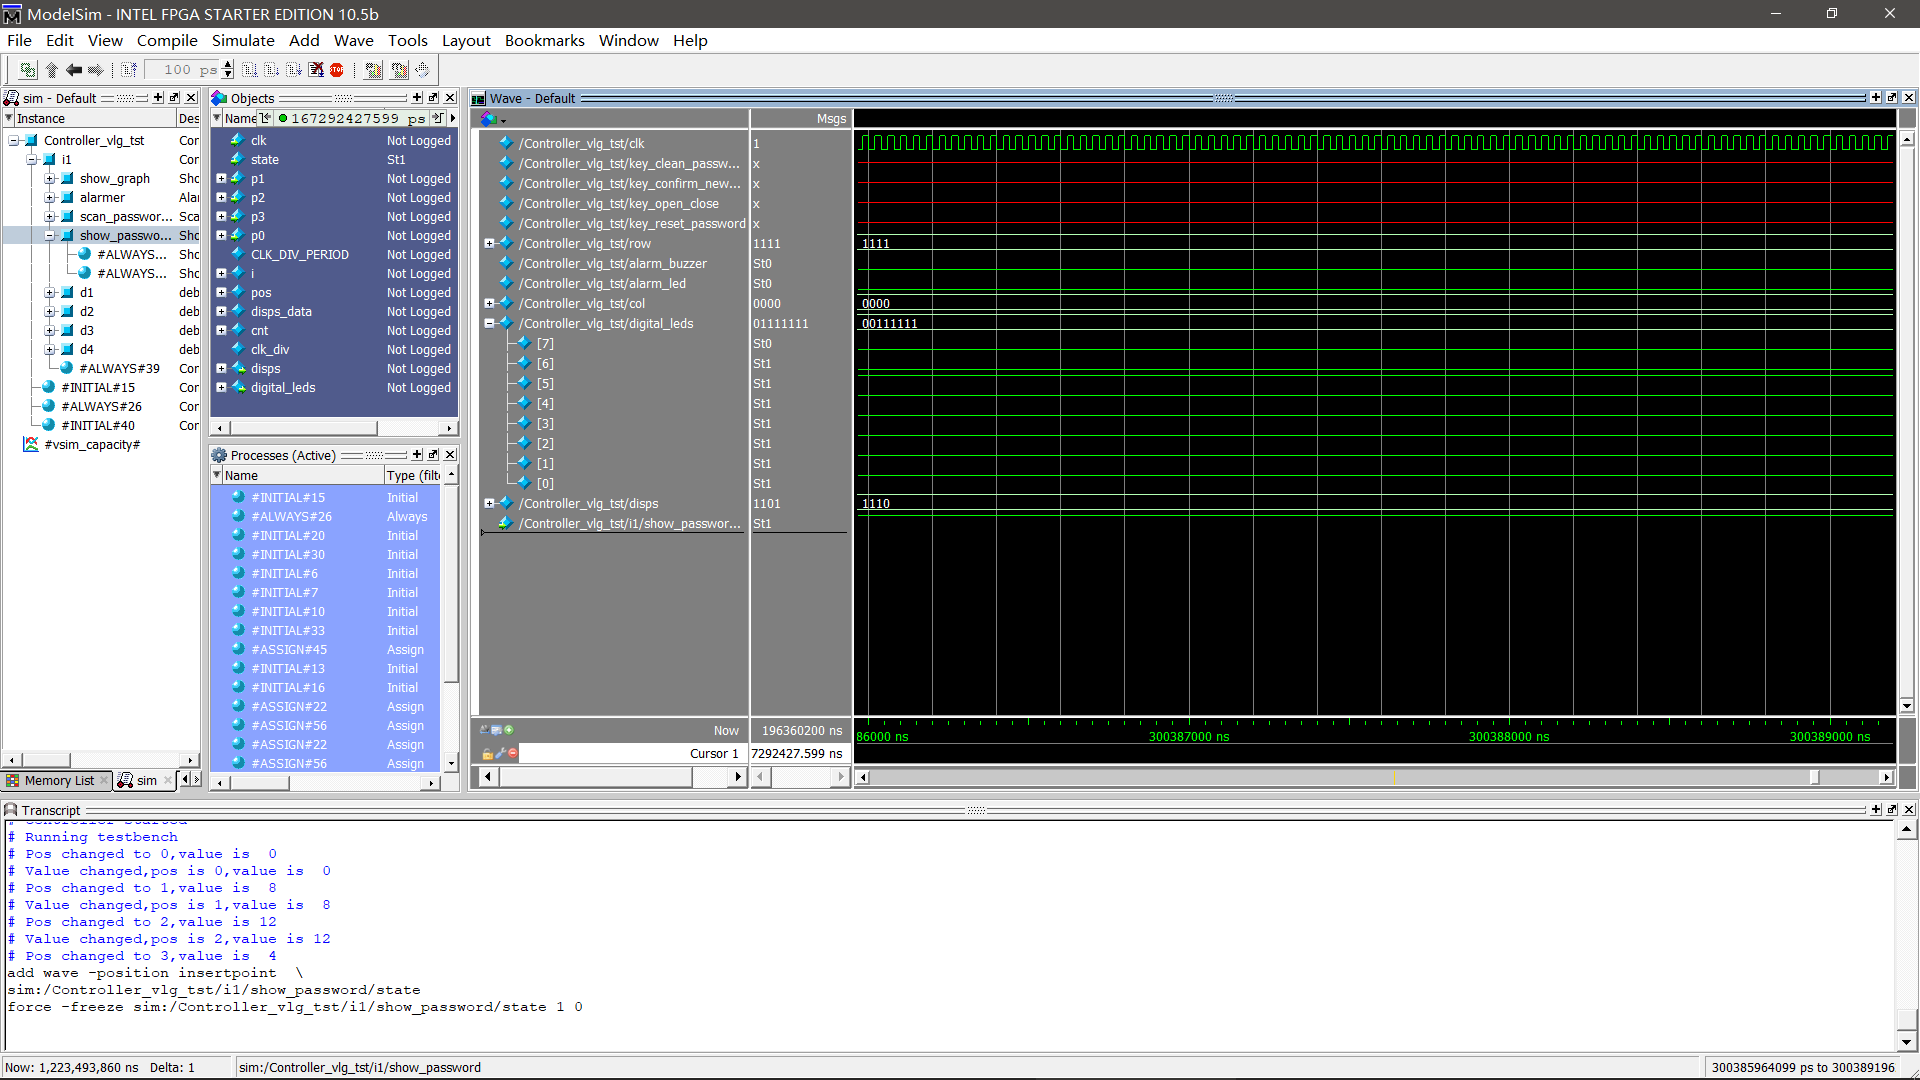 ModelSim - INTEL FPGA STARTER EDITION 10.5b
File Edit View Compile Simulate Add Wave Tools Layout Bookmarks Window Help
100 ps
sim - Default
Instance Des
Controller_vlg_tst Cor
i1 Cor
show_graph Sho
alarmer Alar
scan_passwor... Sca
show_passwo... Sho
#ALWAYS... Sho
#ALWAYS... Sho
d1 deb
d2 deb
d3 deb
d4 deb
#ALWAYS#39 Cor
#INITIAL#15 Cor
#ALWAYS#26 Cor
#INITIAL#40 Cor
#vsim_capacity#
Memory List sim
Objects
Name 167292427599 ps
clk Not Logged
state St1
p1 Not Logged
p2 Not Logged
p3 Not Logged
p0 Not Logged
CLK_DIV_PERIOD Not Logged
i Not Logged
pos Not Logged
disps_data Not Logged
cnt Not Logged
clk_div Not Logged
disps Not Logged
digital_leds Not Logged
Processes (Active)
Name Type (filt
#INITIAL#15 Initial
#ALWAYS#26 Always
#INITIAL#20 Initial
#INITIAL#30 Initial
#INITIAL#6 Initial
#INITIAL#7 Initial
#INITIAL#10 Initial
#INITIAL#33 Initial
#ASSIGN#45 Assign
#INITIAL#13 Initial
#INITIAL#16 Initial
#ASSIGN#22 Assign
#ASSIGN#56 Assign
#ASSIGN#22 Assign
#ASSIGN#56 Assign
Wave - Default
Msgs
/Controller_vlg_tst/clk 1
/Controller_vlg_tst/key_clean_passw... x
/Controller_vlg_tst/key_confirm_new... x
/Controller_vlg_tst/key_open_close x
/Controller_vlg_tst/key_reset_password x
/Controller_vlg_tst/row 1111 1111
/Controller_vlg_tst/alarm_buzzer St0
/Controller_vlg_tst/alarm_led St0
/Controller_vlg_tst/col 0000 0000
/Controller_vlg_tst/digital_leds 01111111 00111111
[7] St0
[6] St1
[5] St1
[4] St1
[3] St1
[2] St1
[1] St1
[0] St1
/Controller_vlg_tst/disps 1101 1110
/Controller_vlg_tst/i1/show_passwor... St1
Now 196360200 ns 86000 ns 300387000 ns 300388000 ns 300389000 ns
Cursor 1 7292427.599 ns
Transcript
# Running testbench
# Pos changed to 0,value is  0
# Value changed,pos is 0,value is  0
# Pos changed to 1,value is  8
# Value changed,pos is 1,value is  8
# Pos changed to 2,value is 12
# Value changed,pos is 2,value is 12
# Pos changed to 3,value is  4
add wave -position insertpoint  \
sim:/Controller_vlg_tst/i1/show_password/state
force -freeze sim:/Controller_vlg_tst/i1/show_password/state 1 0
Now: 1,223,493,860 ns Delta: 1 sim:/Controller_vlg_tst/i1/show_password 300385964099 ps to 300389196